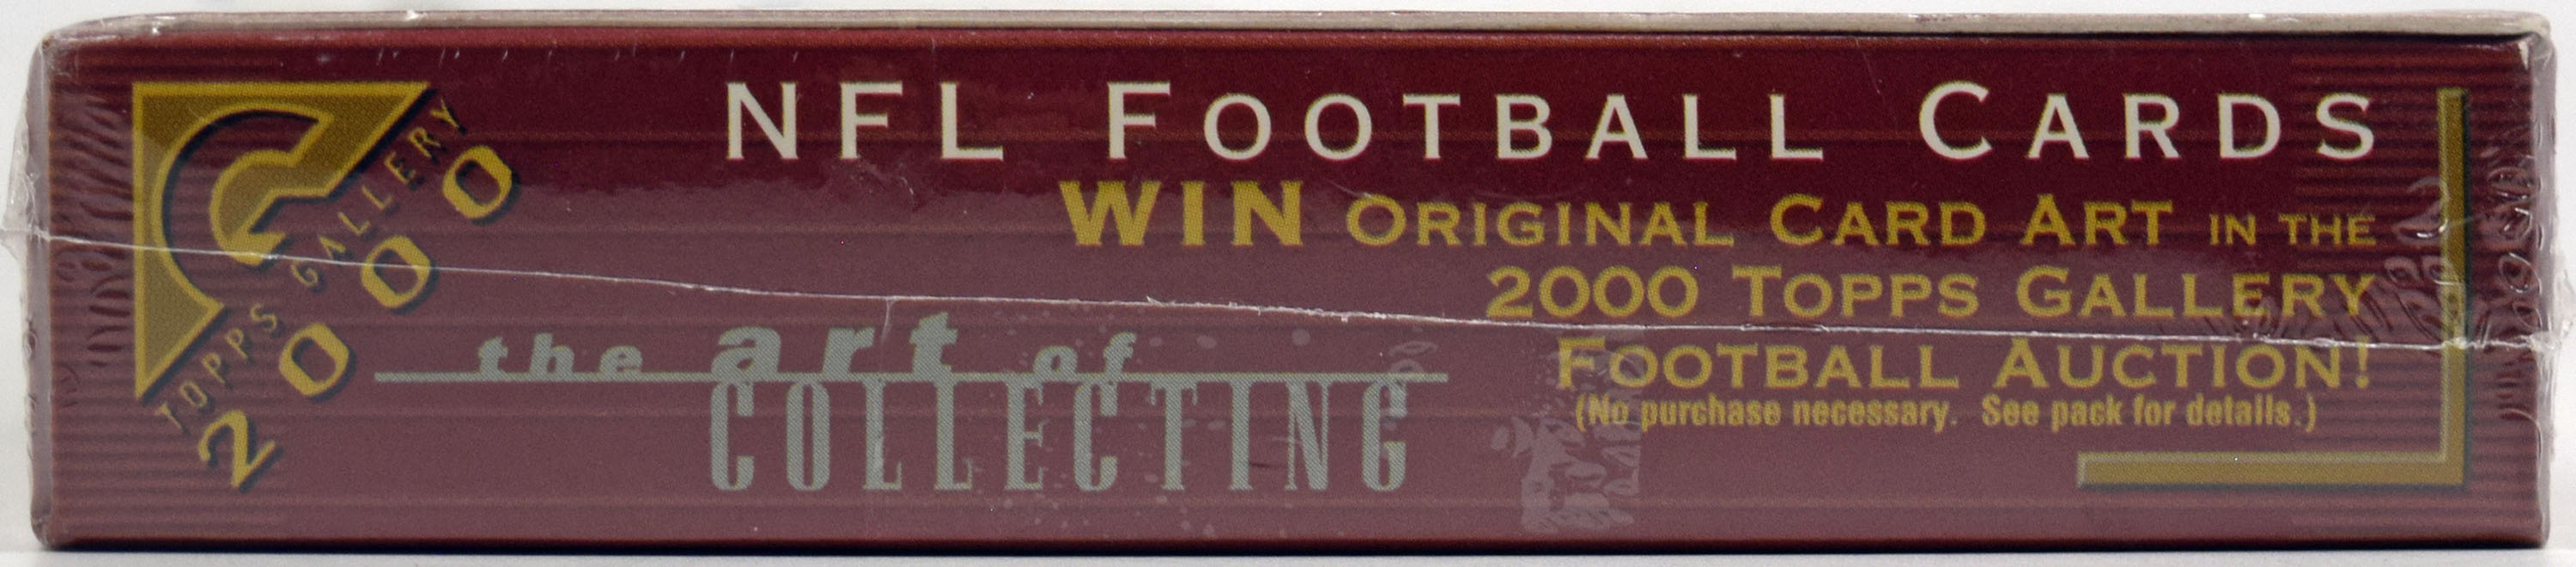 TOPPS GALLERY
2000
NFL FOOTBALL CARDS
WIN ORIGINAL CARD ART IN THE
2000 TOPPS GALLERY
FOOTBALL AUCTION!
(No purchase necessary. See pack for details.)
the art of
COLLECTING